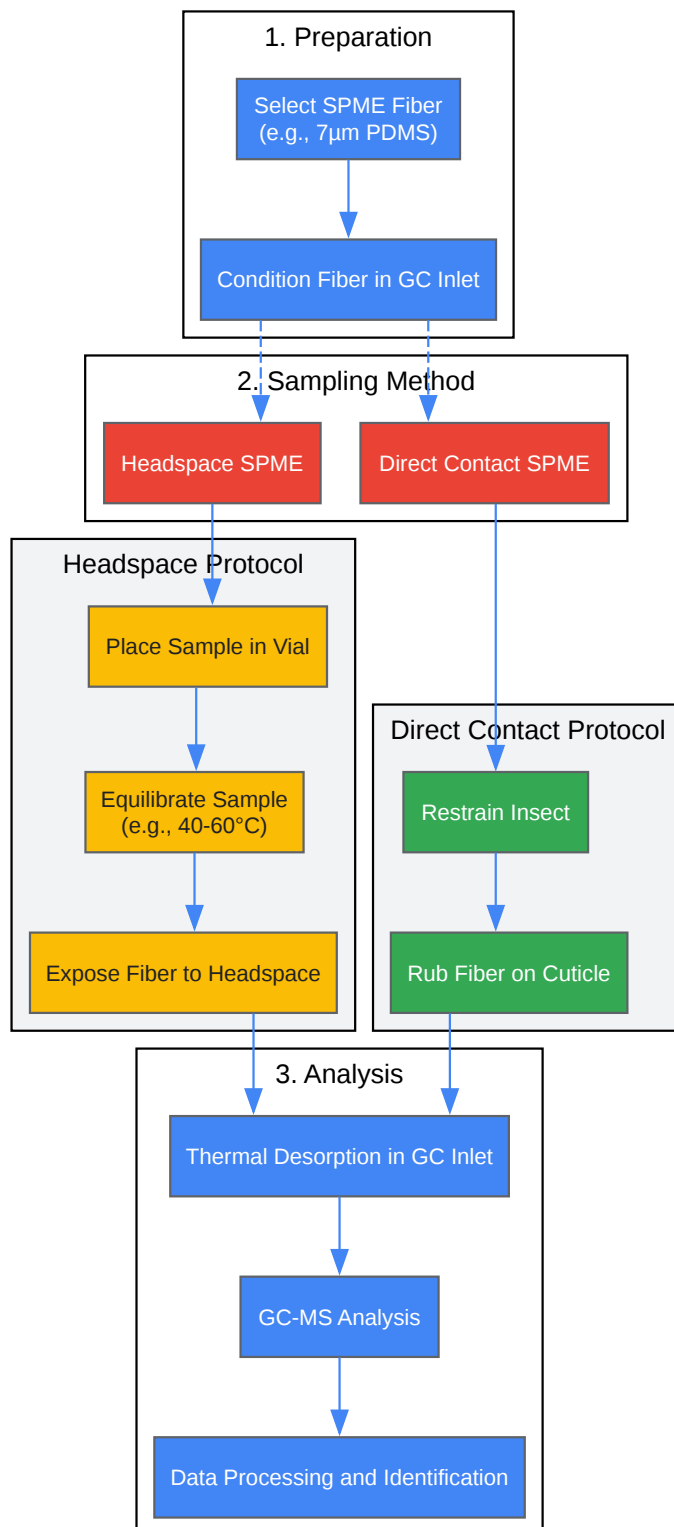 1. Preparation
Select SPME Fiber
(e.g., 7µm PDMS)
Condition Fiber in GC Inlet
2. Sampling Method
Headspace SPME
Direct Contact SPME
Headspace Protocol
Place Sample in Vial
Equilibrate Sample
(e.g., 40-60°C)
Expose Fiber to Headspace
Direct Contact Protocol
Restrain Insect
Rub Fiber on Cuticle
3. Analysis
Thermal Desorption in GC Inlet
GC-MS Analysis
Data Processing and Identification